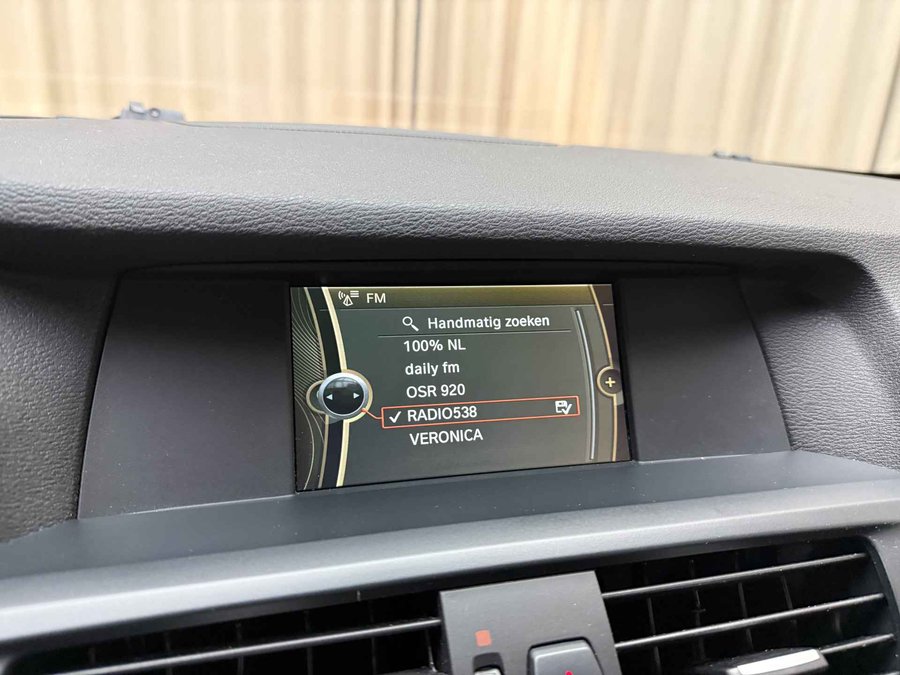 FM
Handmatig zoeken
100% NL
daily fm
OSR 920
RADIO538
VERONICA